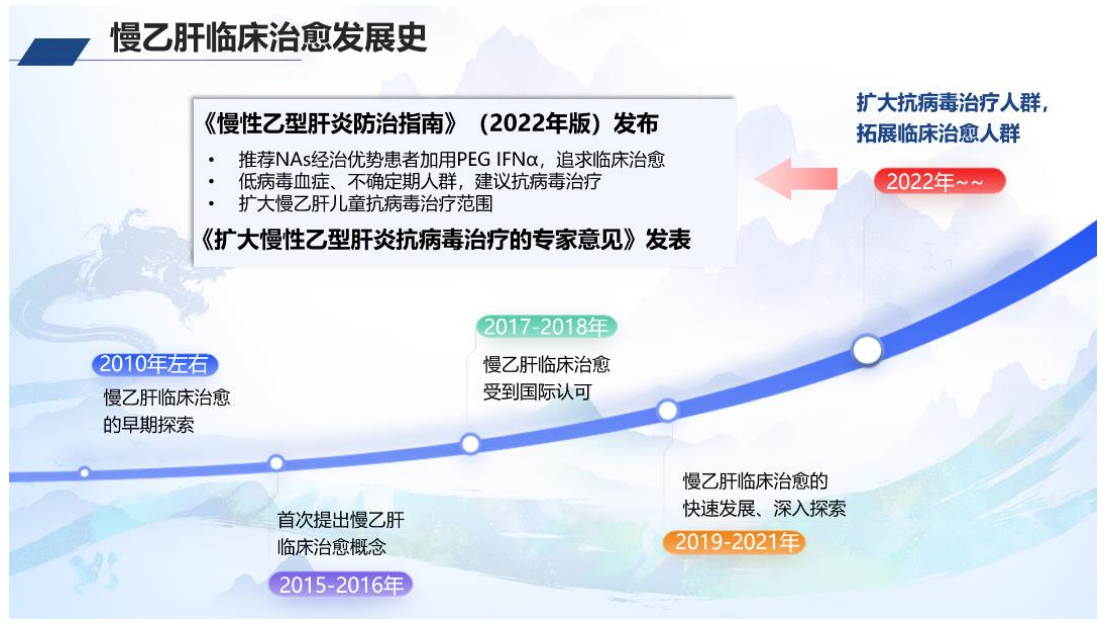 慢乙肝临床治愈发展史
《慢性乙型肝炎防治指南》（2022年版）发布
• 推荐NAs经治优势患者加用PEG IFNα，追求临床治愈
• 低病毒血症、不确定期人群，建议抗病毒治疗
• 扩大慢乙肝儿童抗病毒治疗范围
《扩大慢性乙型肝炎抗病毒治疗的专家意见》发表
扩大抗病毒治疗人群，
拓展临床治愈人群
2022年~~
2017-2018年
慢乙肝临床治愈
受到国际认可
2010年左右
慢乙肝临床治愈
的早期探索
首次提出慢乙肝
临床治愈概念
2015-2016年
慢乙肝临床治愈的
快速发展、深入探索
2019-2021年